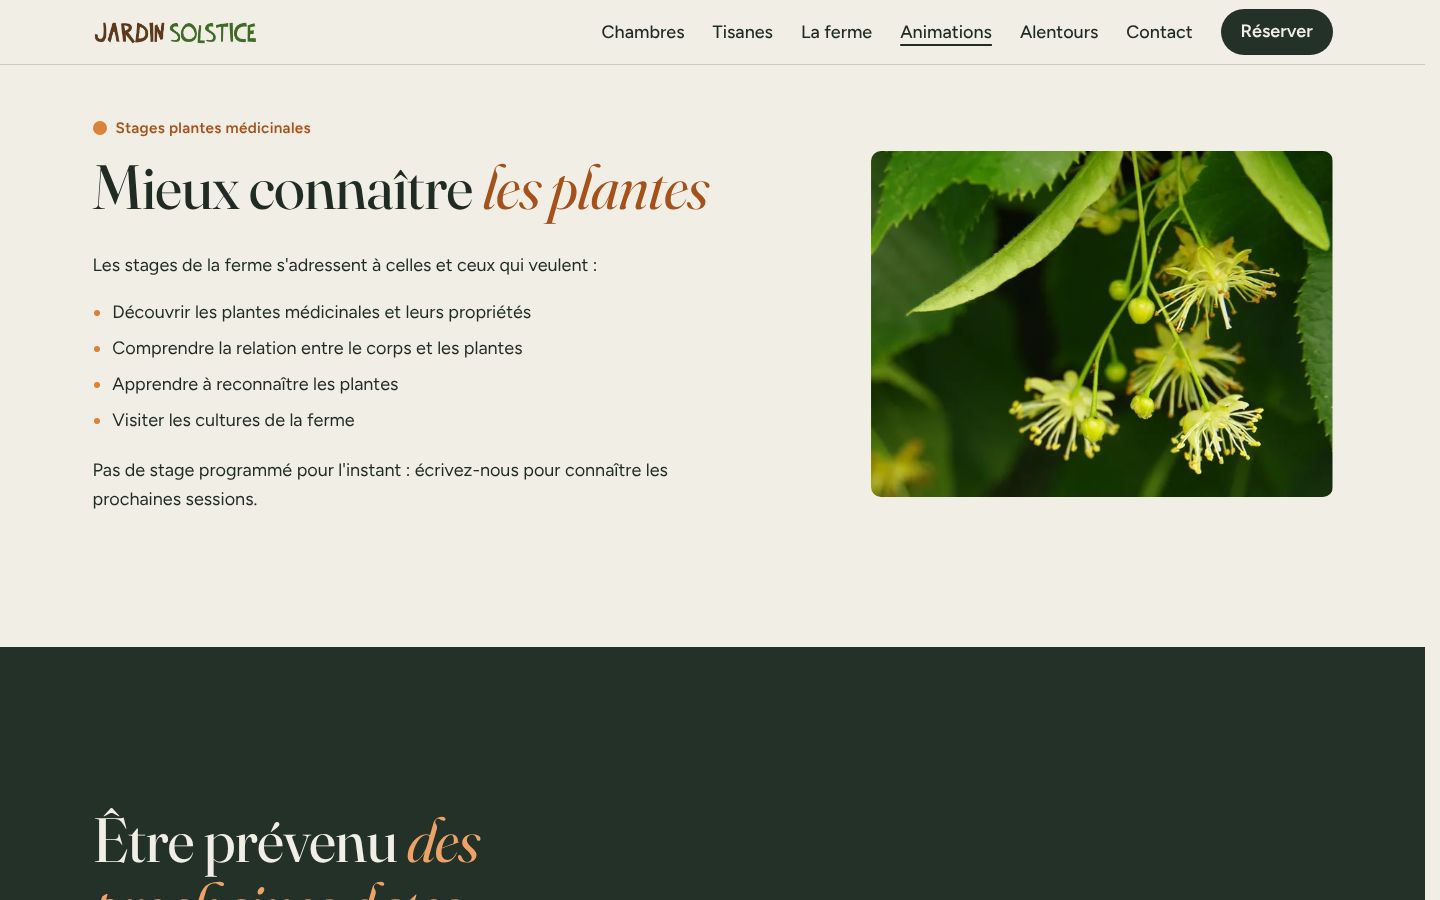 JARDIN SOLSTICE
Chambres
Tisanes
La ferme
Animations
Alentours
Contact
Réserver
Stages plantes médicinales
Mieux connaître les plantes
Les stages de la ferme s'adressent à celles et ceux qui veulent :
Découvrir les plantes médicinales et leurs propriétés
Comprendre la relation entre le corps et les plantes
Apprendre à reconnaître les plantes
Visiter les cultures de la ferme
Pas de stage programmé pour l'instant : écrivez-nous pour connaître les
prochaines sessions.
Être prévenu des
prochaines dates